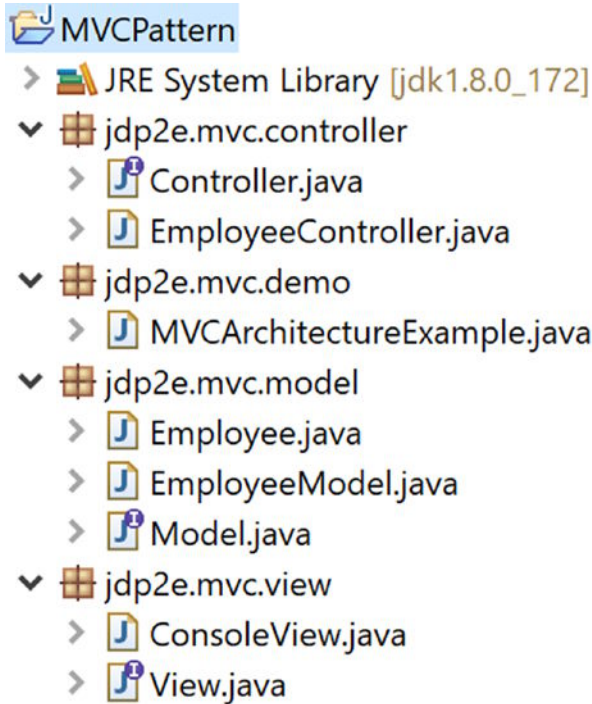 MVCPattern
JRE System Library [jdk1.8.0_172]
jdp2e.mvc.controller
Controller.java
EmployeeController.java
jdp2e.mvc.demo
MVCArchitectureExample.java
jdp2e.mvc.model
Employee.java
EmployeeModel.java
Model.java
jdp2e.mvc.view
ConsoleView.java
View.java